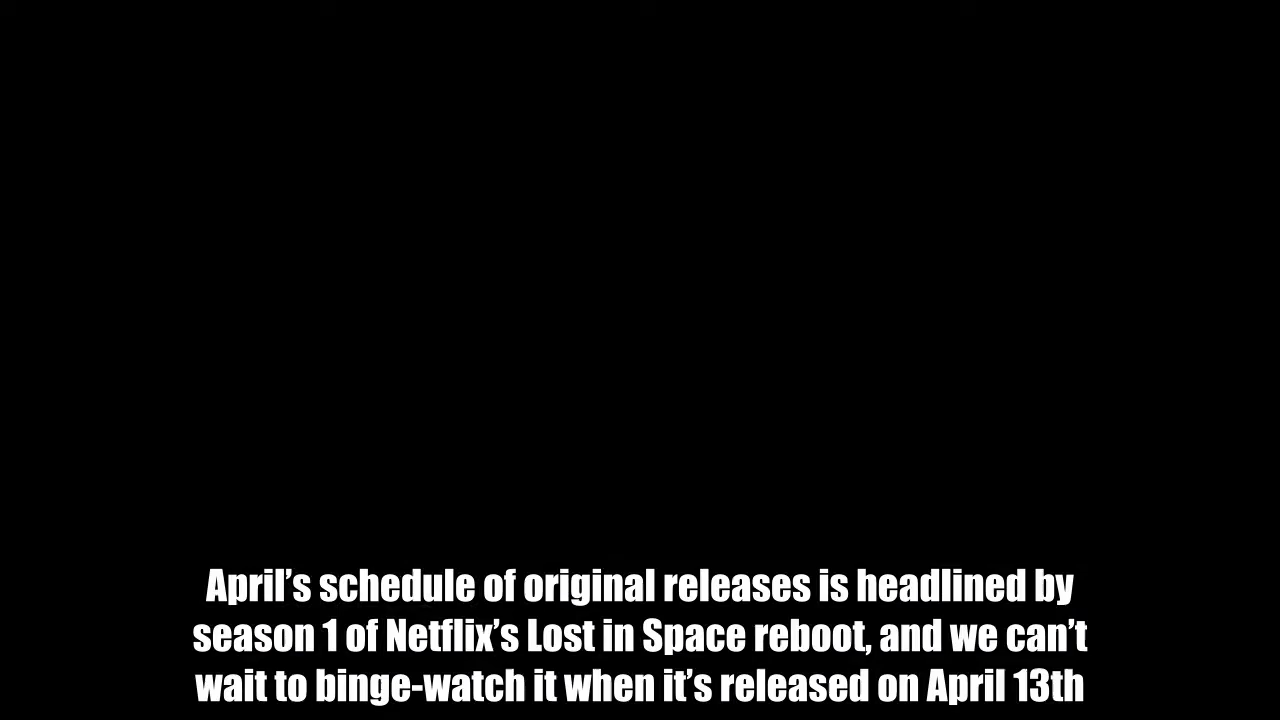 April’s schedule of original releases is headlined by
season 1 of Netflix’s Lost in Space reboot, and we can’t
wait to binge-watch it when it’s released on April 13th